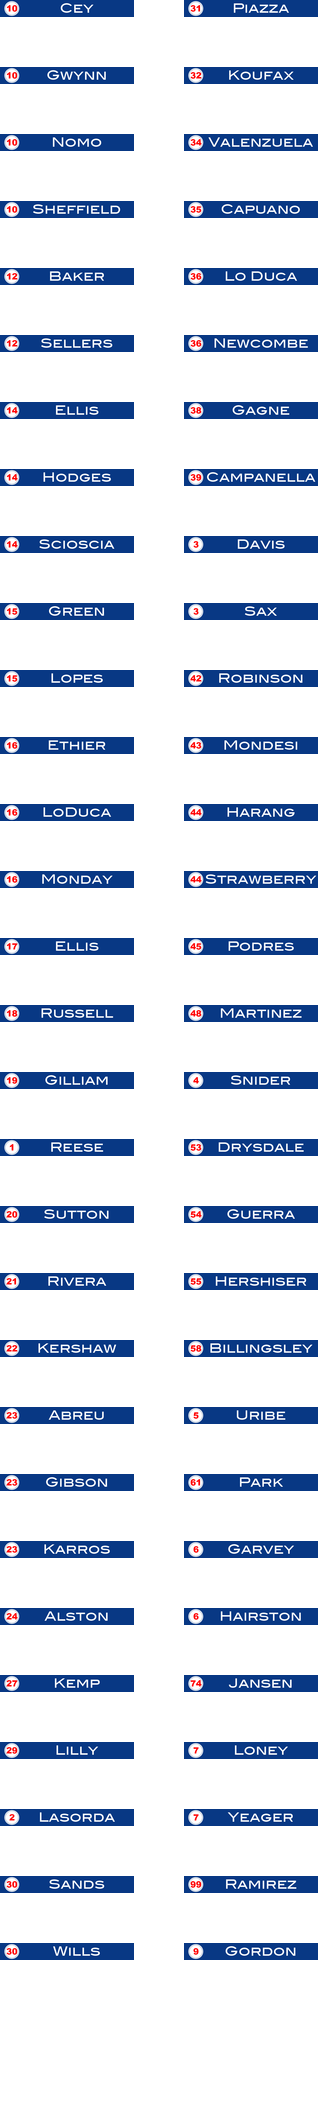 10 Cey
10 Gwynn
10 Nomo
10 Sheffield
12 Baker
12 Sellers
14 Ellis
14 Hodges
14 Scioscia
15 Green
15 Lopes
16 Ethier
16 LoDuca
16 Monday
17 Ellis
18 Russell
19 Gilliam
1 Reese
20 Sutton
21 Rivera
22 Kershaw
23 Abreu
23 Gibson
23 Karros
24 Alston
27 Kemp
29 Lilly
2 Lasorda
30 Sands
30 Wills
31 Piazza
32 Koufax
34 Valenzuela
35 Capuano
36 Lo Duca
36 Newcombe
38 Gagne
39 Campanella
3 Davis
3 Sax
42 Robinson
43 Mondesi
44 Harang
44 Strawberry
45 Podres
48 Martinez
4 Snider
53 Drysdale
54 Guerra
55 Hershiser
58 Billingsley
5 Uribe
61 Park
6 Garvey
6 Hairston
74 Jansen
7 Loney
7 Yeager
99 Ramirez
9 Gordon